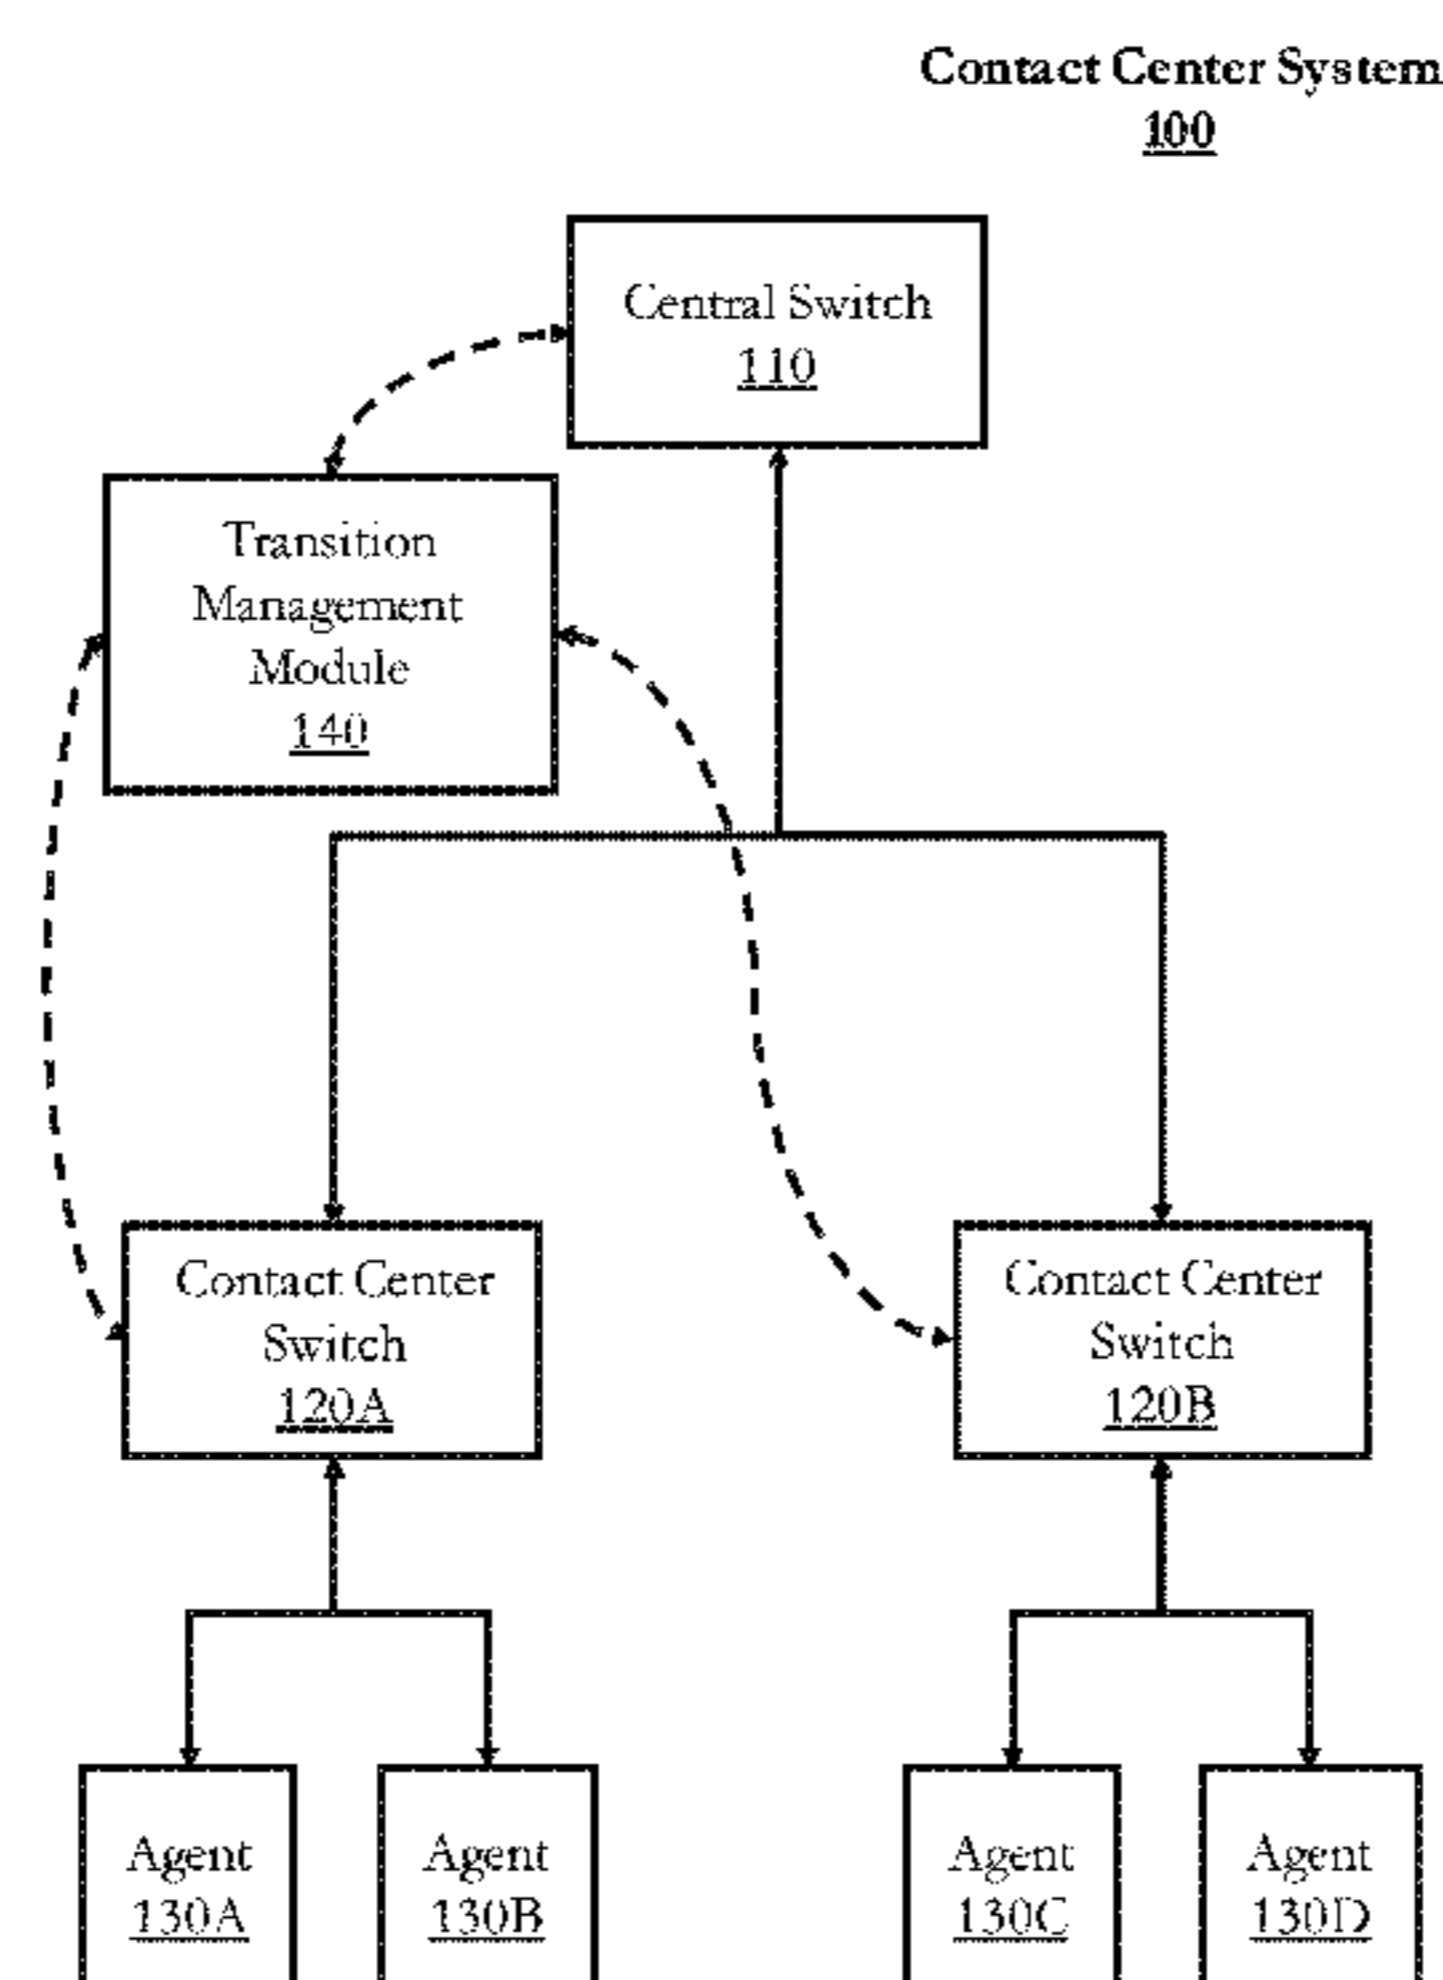 Contact Center System
100
Central Switch
110
Transition
Management
Module
140
Contact Center
Switch
120A
Contact Center
Switch
120B
Agent
130A
Agent
130B
Agent
130C
Agent
130D